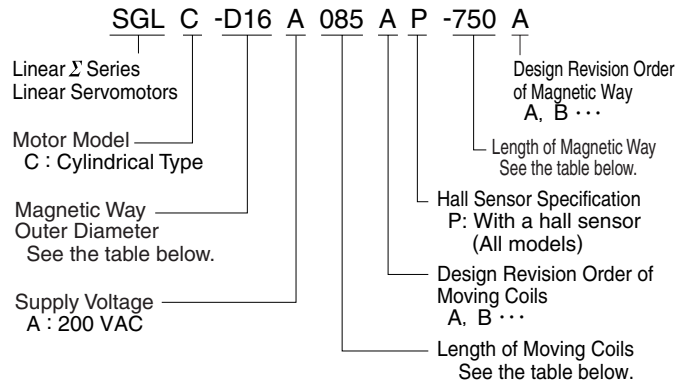 SGL C -D16 A 085 A P -750 A
Linear Σ Series
Linear Servomotors
Motor Model
C : Cylindrical Type
Magnetic Way
Outer Diameter
See the table below.
Supply Voltage
A : 200 VAC
Design Revision Order
of Magnetic Way
A, B ···
Length of Magnetic Way
See the table below.
Hall Sensor Specification
P: With a hall sensor
(All models)
Design Revision Order of
Moving Coils
A, B ···
Length of Moving Coils
See the table below.